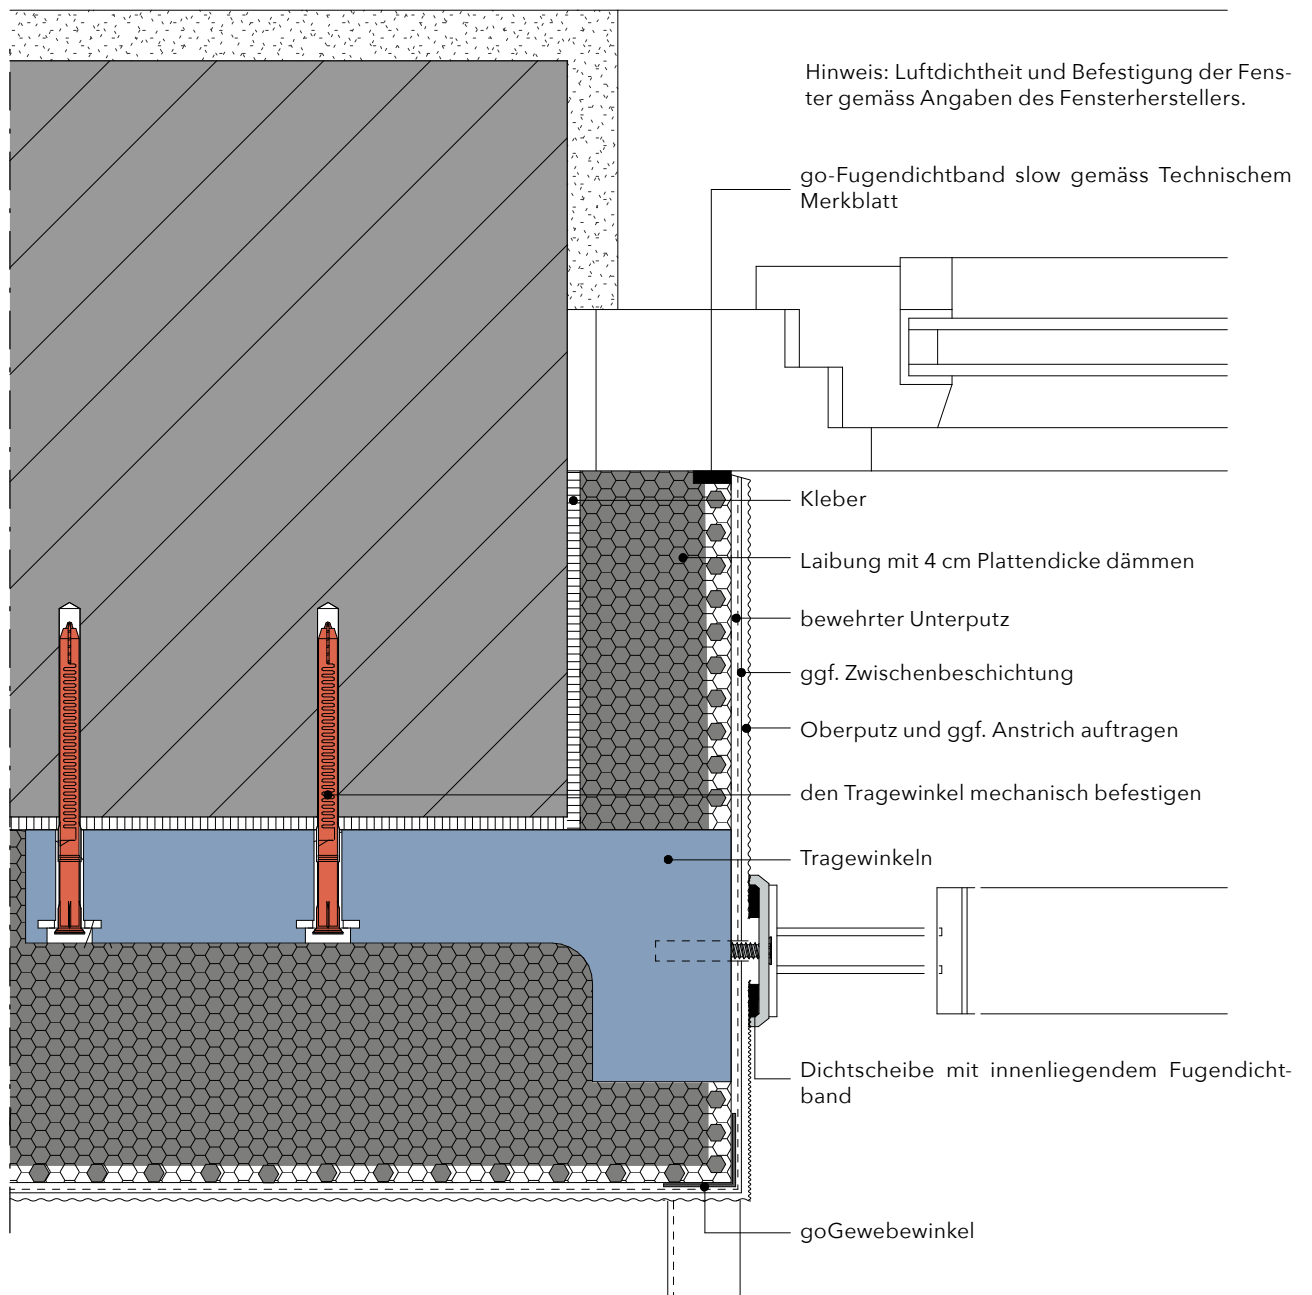 Hinweis: Luftdichtheit und Befestigung der Fens-
ter gemäss Angaben des Fensterherstellers.
go-Fugendichtband slow gemäss Technischem
Merkblatt
Kleber
Laibung mit 4 cm Plattendicke dämmen
bewehrter Unterputz
ggf. Zwischenbeschichtung
Oberputz und ggf. Anstrich auftragen
den Tragewinkel mechanisch befestigen
Tragewinkeln
Dichtscheibe mit innenliegendem Fugendicht-
band
goGewebewinkel